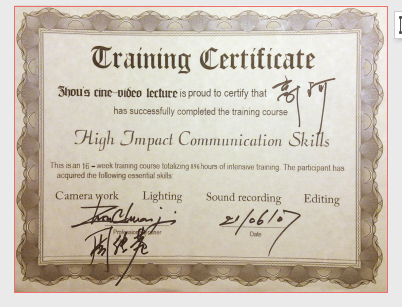 Training Certificate
Zhou's cine-video lecture is proud to certify that
has successfully completed the training course
High Impact Communication Skills
This is an 16 - week training course totalizing 896 hours of intensive training. The participant has
acquired the following essential skills
Camera work Lighting Sound recording Editing
21/06/07
Date